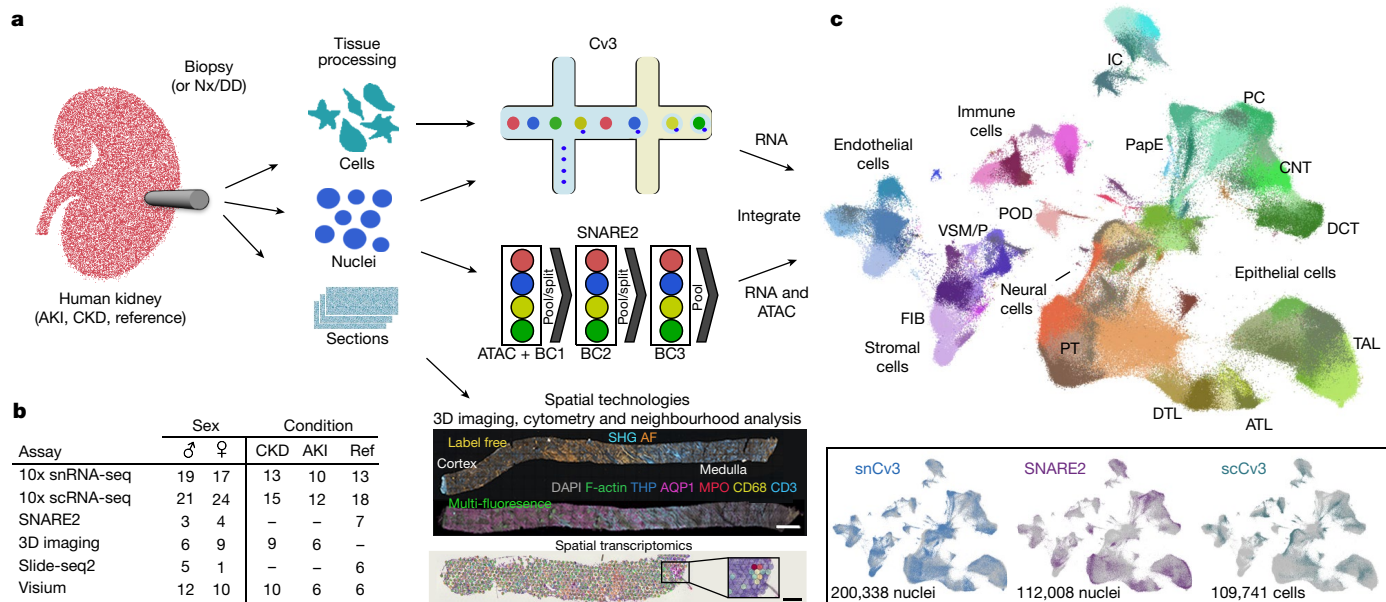 a
Biopsy
(or Nx/DD)
Human kidney
(AKI, CKD, reference)
Tissue
processing
Cells
Nuclei
Sections
Cv3
SNARE2
Pool/split
Pool/split
Pool
ATAC + BC1
BC2
BC3
RNA
Integrate
RNA and
ATAC
Spatial technologies
3D imaging, cytometry and neighbourhood analysis
Label free
SHG AF
Cortex
Medulla
DAPI F-actin THP AQP1 MPO CD68 CD3
Multi-fluoresence
Spatial transcriptomics
b
Sex Condition
Assay ♂ ♀ CKD AKI Ref
10x snRNA-seq 19 17 13 10 13
10x scRNA-seq 21 24 15 12 18
SNARE2 3 4 – – 7
3D imaging 6 9 9 6 –
Slide-seq2 5 1 – – 6
Visium 12 10 10 6 6
c
IC
PC
Immune
cells
PapE
Endothelial
cells
CNT
POD
DCT
VSM/P
Epithelial cells
Neural
cells
FIB
Stromal
cells
PT
TAL
DTL
ATL
snCv3
200,338 nuclei
SNARE2
112,008 nuclei
scCv3
109,741 cells